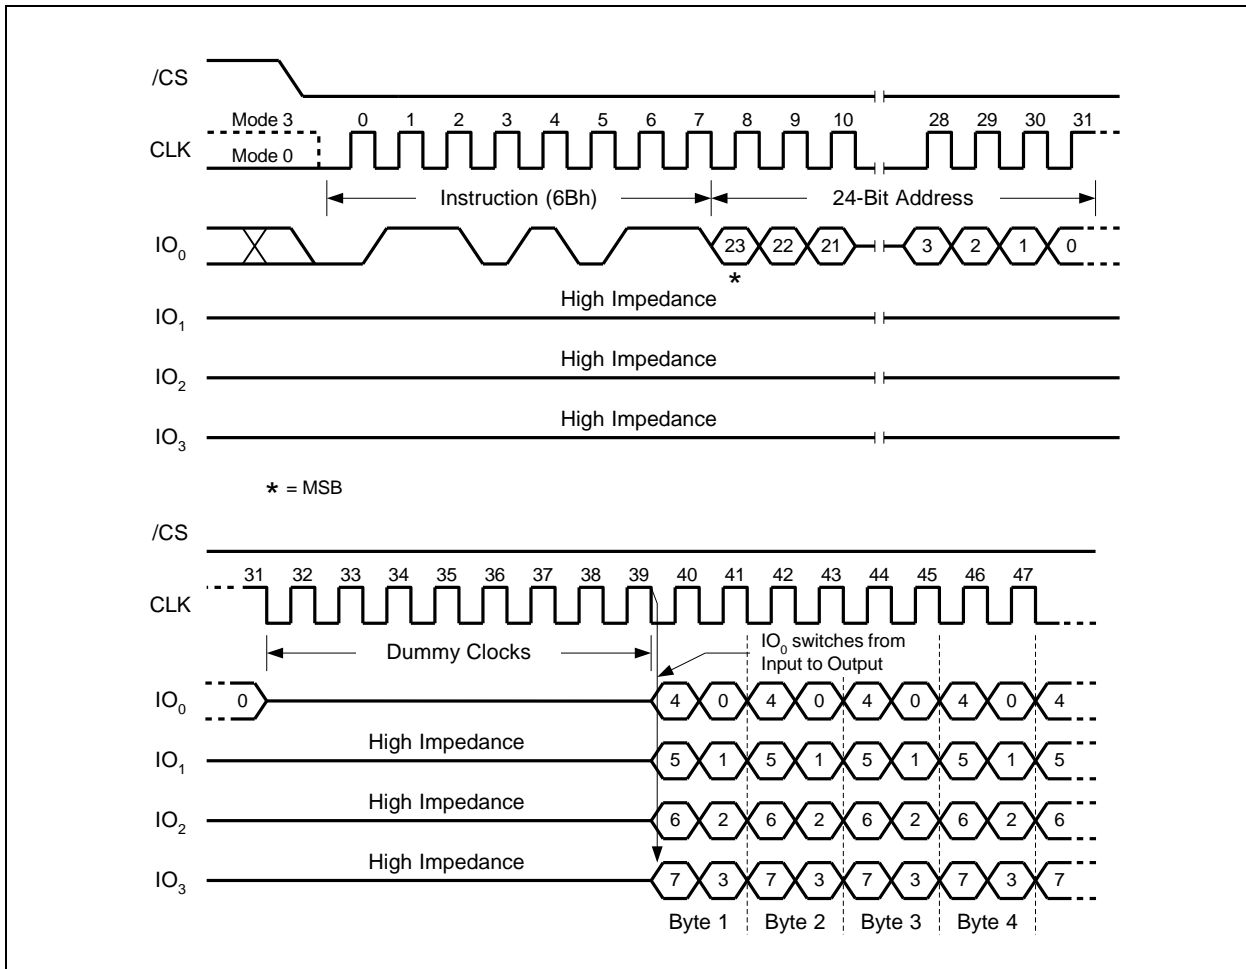 /CS
Mode 3 0 1 2 3 4 5 6 7 8 9 10 28 29 30 31
CLK
Mode 0
Instruction (6Bh) 24-Bit Address
IO0 23 22 21 3 2 1 0
*
High Impedance
IO1
High Impedance
IO2
High Impedance
IO3
* = MSB
/CS
31 32 33 34 35 36 37 38 39 40 41 42 43 44 45 46 47
CLK
Dummy Clocks
IO0 switches from
Input to Output
IO0 0 4 0 4 0 4 0 4 0 4
High Impedance
IO1 5 1 5 1 5 1 5 1 5
High Impedance
IO2 6 2 6 2 6 2 6 2 6
High Impedance
IO3 7 3 7 3 7 3 7 3 7
Byte 1 Byte 2 Byte 3 Byte 4